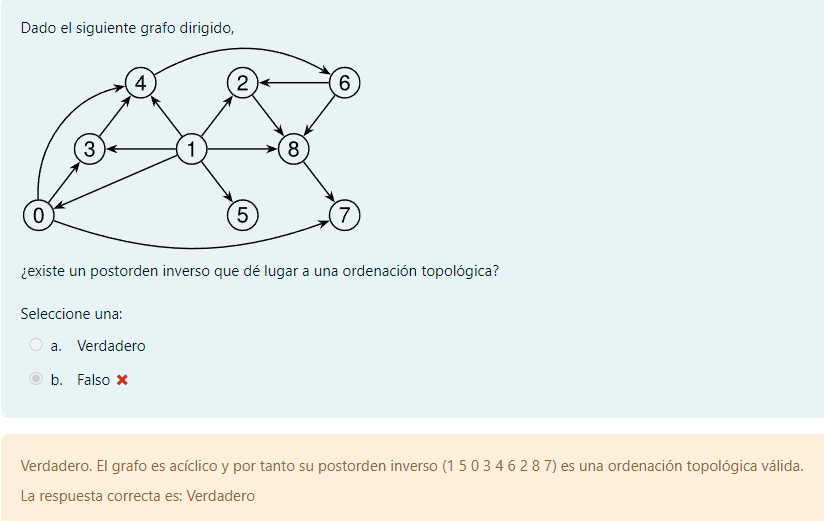 Dado el siguiente grafo dirigido,
4 2 6
3 1 8
0 5 7
¿existe un postorden inverso que dé lugar a una ordenación topológica?
Seleccione una:
a. Verdadero
b. Falso ✖
Verdadero. El grafo es acíclico y por tanto su postorden inverso (1 5 0 3 4 6 2 8 7) es una ordenación topológica válida.
La respuesta correcta es: Verdadero